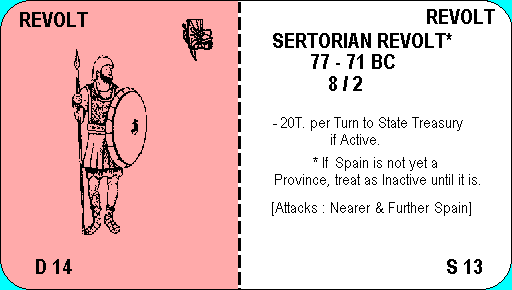 REVOLT
D 14
REVOLT
SERTORIAN REVOLT*
77 - 71 BC
8 / 2
- 20T. per Turn to State Treasury
if Active.
* If Spain is not yet a
Province, treat as Inactive until it is.
[Attacks : Nearer & Further Spain]
S 13